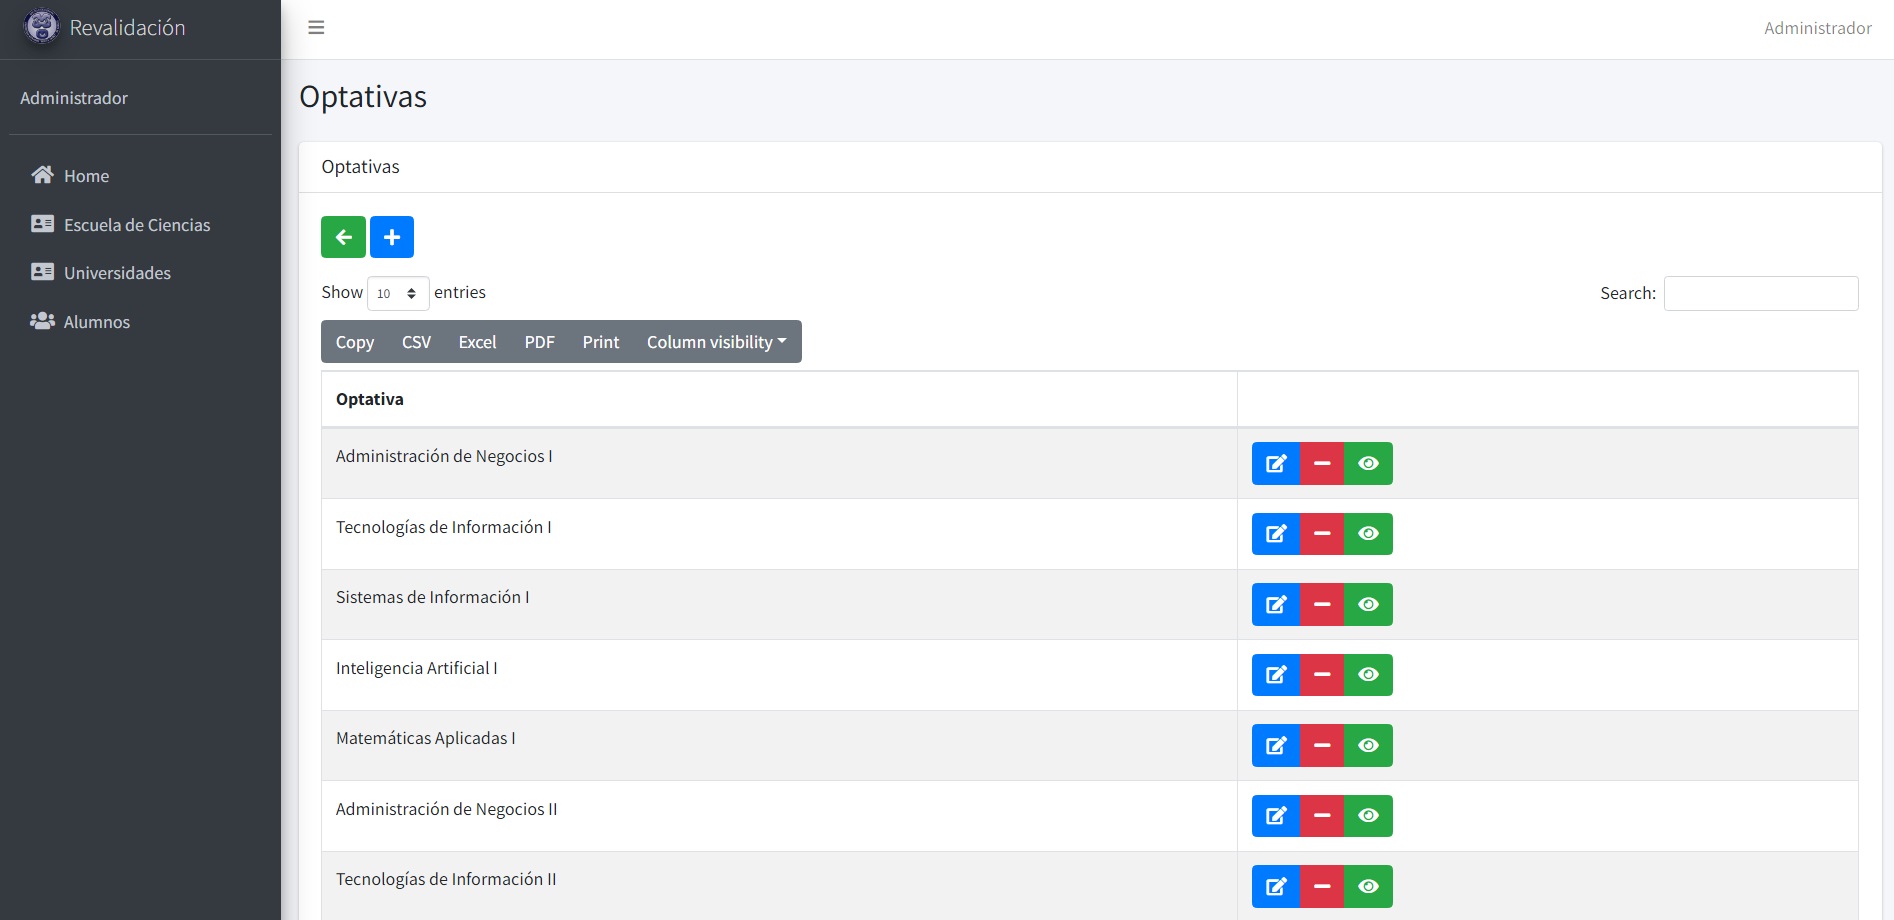 Revalidación
Administrador
Administrador
Home
Escuela de Ciencias
Universidades
Alumnos
Optativas
Optativas
Show 10 entries
Search:
Copy CSV Excel PDF Print Column visibility
Optativa
Administración de Negocios I
Tecnologías de Información I
Sistemas de Información I
Inteligencia Artificial I
Matemáticas Aplicadas I
Administración de Negocios II
Tecnologías de Información II